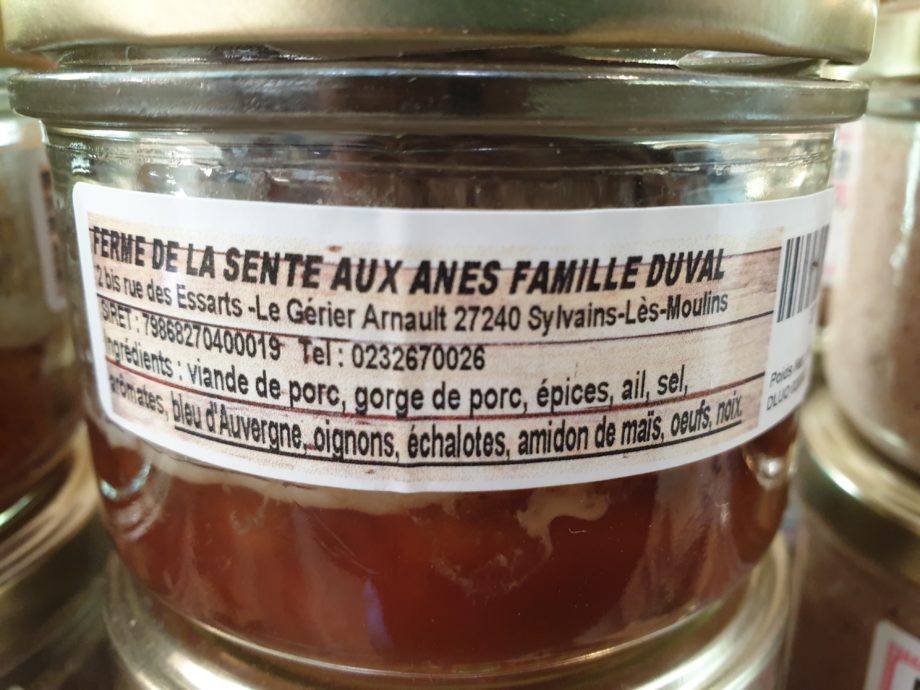 FERME DE LA SENTE AUX ANES FAMILLE DUVAL
2 bis rue des Essarts -Le Gérier Arnault 27240 Sylvains-Lès-Moulins
SIRET : 79868270400019 Tel : 0232670026
Ingrédients : viande de porc, gorge de porc, épices, ail, sel,
arômates, bleu d'Auvergne, oignons, échalotes, amidon de maïs, oeufs, noix.
Poids